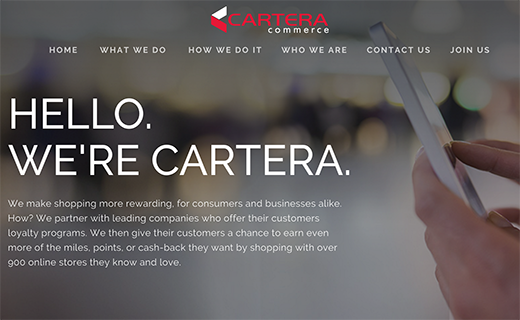 CARTERA
commerce
HOME WHAT WE DO HOW WE DO IT WHO WE ARE CONTACT US JOIN US
HELLO.
WE'RE CARTERA.
We make shopping more rewarding, for consumers and businesses alike.
How? We partner with leading companies who offer their customers
loyalty programs. We then give their customers a chance to earn even
more of the miles, points, or cash-back they want by shopping with over
900 online stores they know and love.